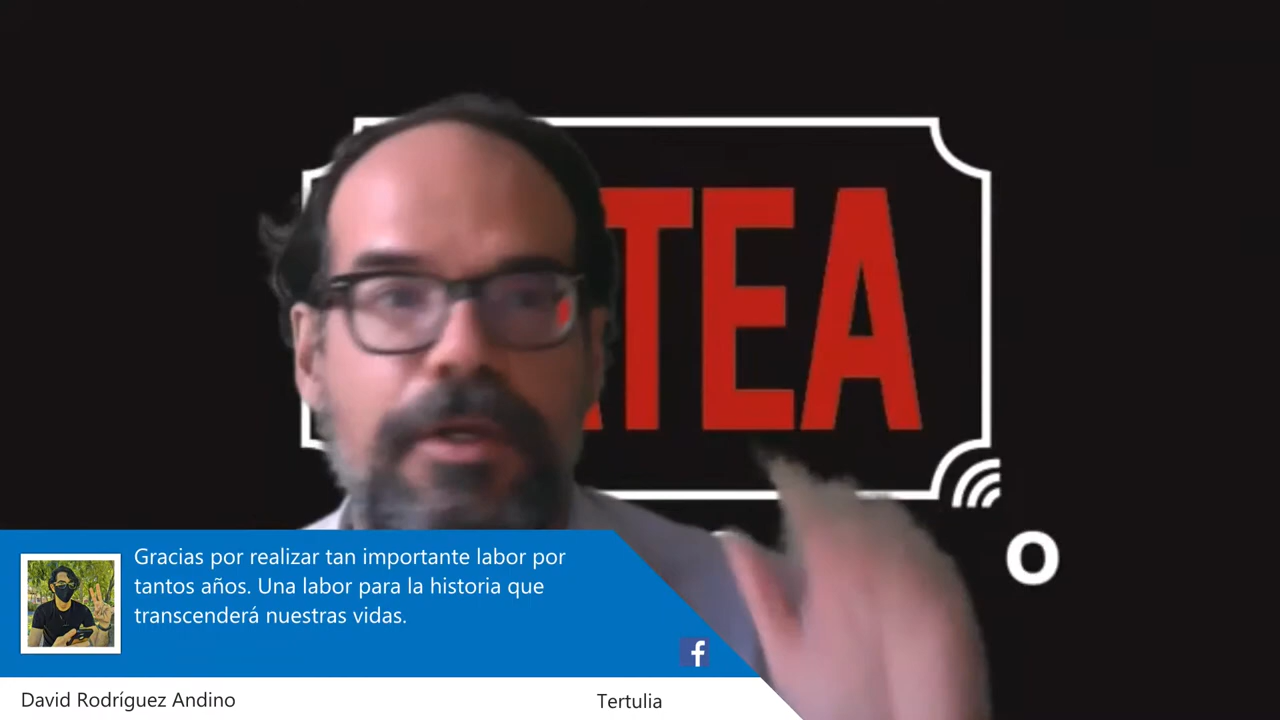 TEA
o
Gracias por realizar tan importante labor por
tantos años. Una labor para la historia que
transcenderá nuestras vidas.
f
David Rodríguez Andino
Tertulia